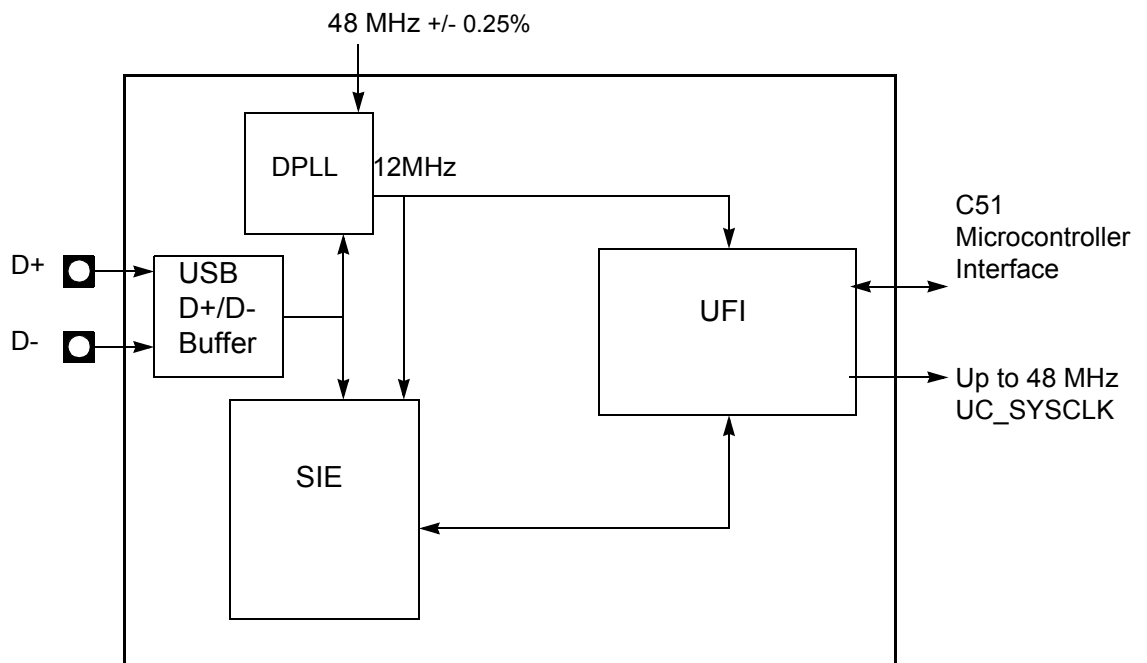 48 MHz +/- 0.25%
DPLL
12MHz
C51
Microcontroller
Interface
D+
USB
D+/D-
Buffer
D-
UFI
Up to 48 MHz
UC_SYSCLK
SIE